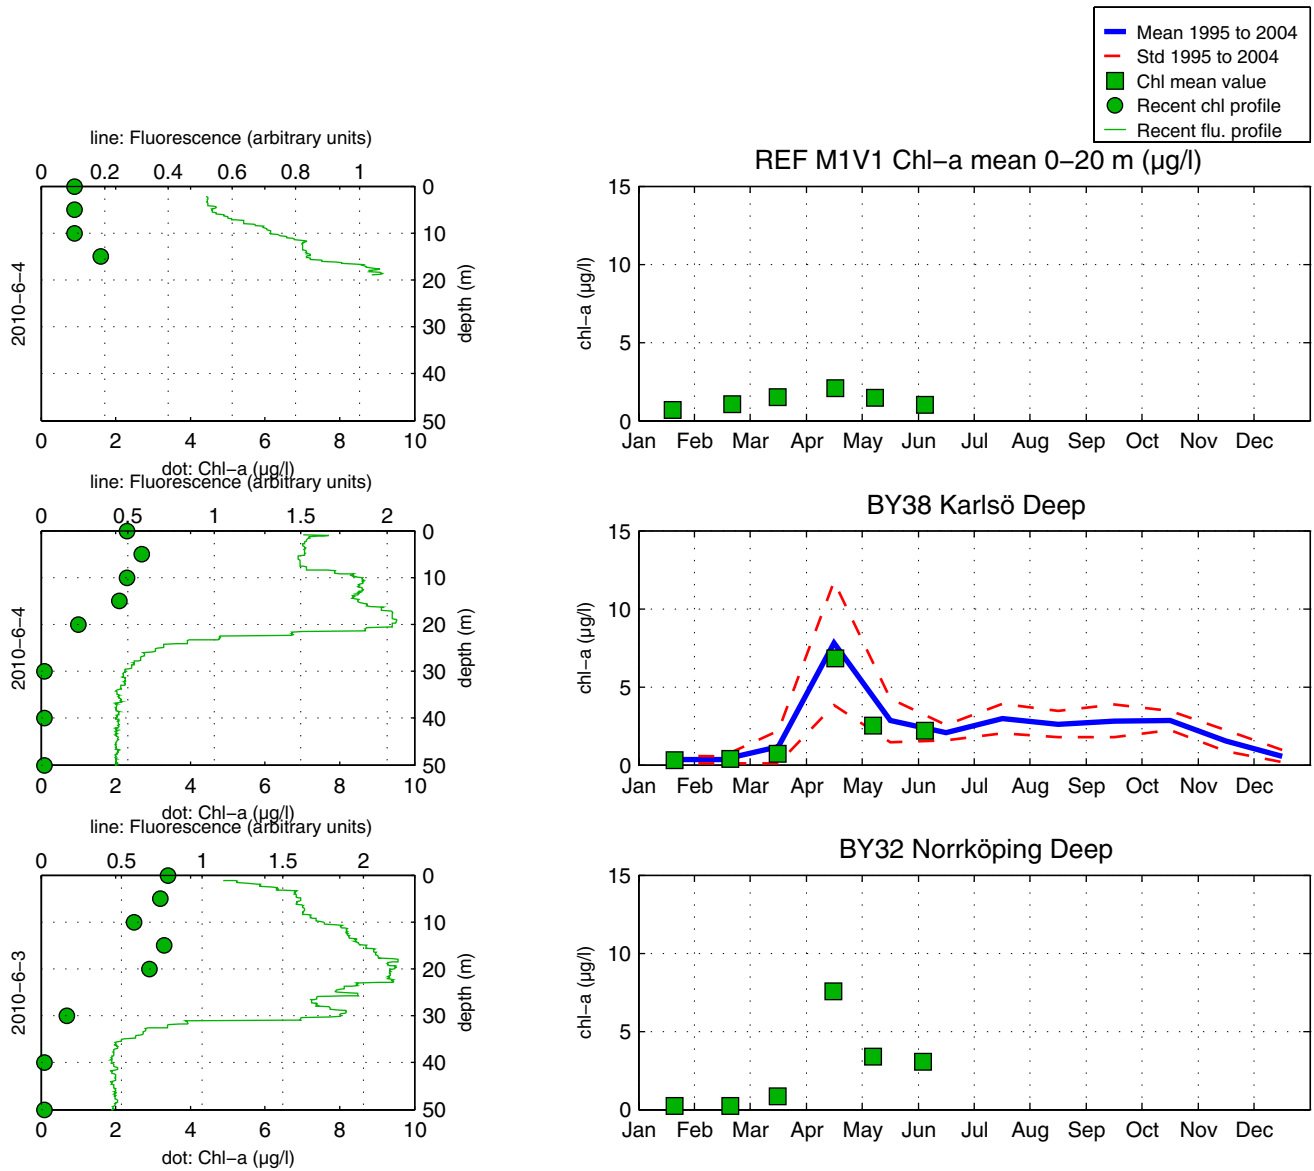 Mean 1995 to 2004
Std 1995 to 2004
Chl mean value
Recent chl profile
Recent flu. profile
line: Fluorescence (arbitrary units)
0 0.2 0.4 0.6 0.8 1
2010−6−4
0
10
20
30
40
50
depth (m)
0 2 4 6 8 10
dot: Chl−a (µg/l)
REF M1V1 Chl−a mean 0−20 m (µg/l)
15
10
5
0
chl−a (µg/l)
Jan Feb Mar Apr May Jun Jul Aug Sep Oct Nov Dec
line: Fluorescence (arbitrary units)
0 0.5 1 1.5 2
2010−6−4
0
10
20
30
40
50
depth (m)
0 2 4 6 8 10
dot: Chl−a (µg/l)
BY38 Karlsö Deep
15
10
5
0
chl−a (µg/l)
Jan Feb Mar Apr May Jun Jul Aug Sep Oct Nov Dec
line: Fluorescence (arbitrary units)
0 0.5 1 1.5 2
2010−6−3
0
10
20
30
40
50
depth (m)
0 2 4 6 8 10
dot: Chl−a (µg/l)
BY32 Norrköping Deep
15
10
5
0
chl−a (µg/l)
Jan Feb Mar Apr May Jun Jul Aug Sep Oct Nov Dec